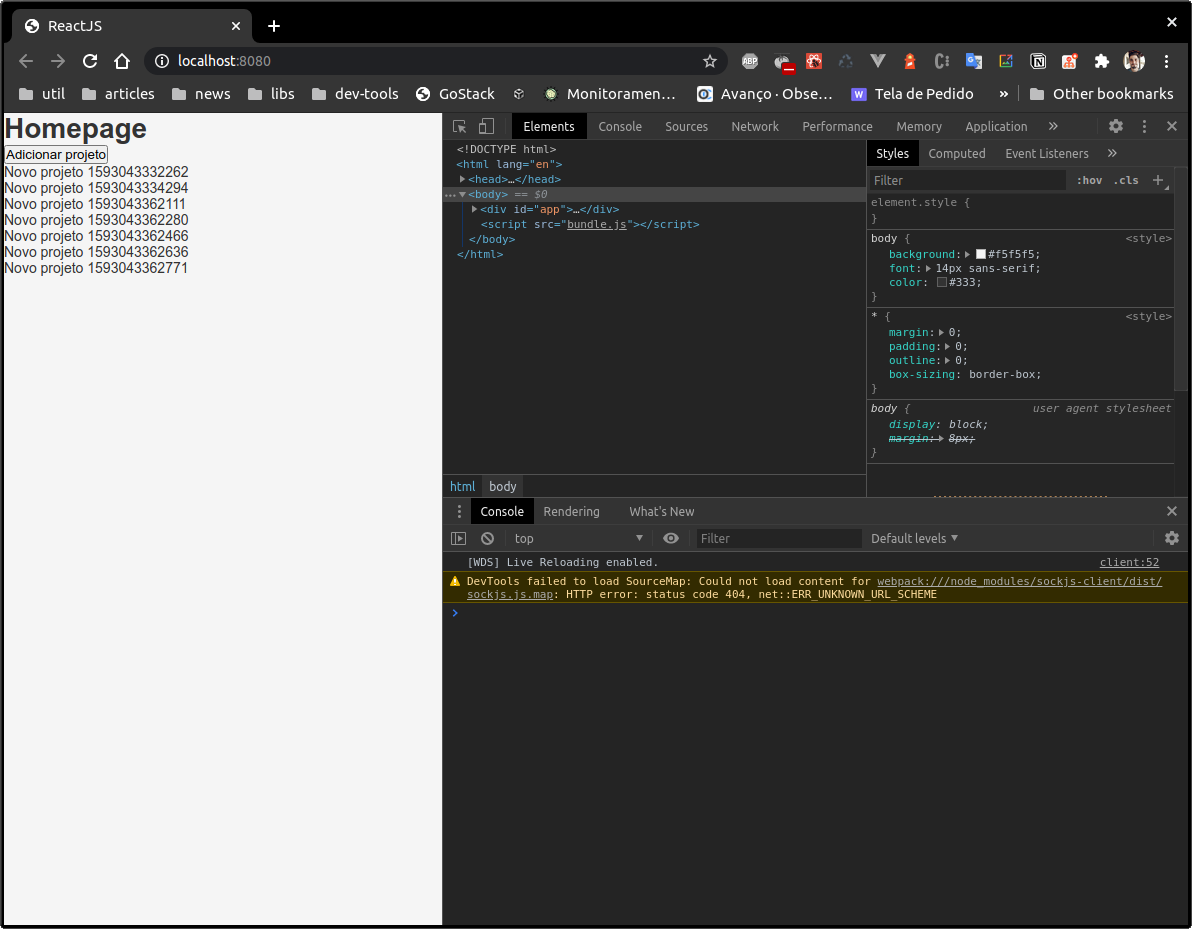 ReactJS
localhost:8080
ABP
util articles news libs dev-tools GoStack Monitoramen… Avanço · Obse… W Tela de Pedido » Other bookmarks
Homepage
Adicionar projeto
Novo projeto 1593043332262
Novo projeto 1593043334294
Novo projeto 1593043362111
Novo projeto 1593043362280
Novo projeto 1593043362466
Novo projeto 1593043362636
Novo projeto 1593043362771
Elements Console Sources Network Performance Memory Application »
<!DOCTYPE html>
<html lang="en">
<head>…</head>
<body> == $0
<div id="app">…</div>
<script src="bundle.js"></script>
</body>
</html>
html body
Styles Computed Event Listeners »
Filter :hov .cls +
element.style {
}
body { <style>
background: #f5f5f5;
font: 14px sans-serif;
color: #333;
}
* { <style>
margin: 0;
padding: 0;
outline: 0;
box-sizing: border-box;
}
body { user agent stylesheet
display: block;
margin: 8px;
}
Console Rendering What's New
top Filter Default levels
[WDS] Live Reloading enabled. client:52
DevTools failed to load SourceMap: Could not load content for webpack:///node_modules/sockjs-client/dist/
sockjs.js.map: HTTP error: status code 404, net::ERR_UNKNOWN_URL_SCHEME